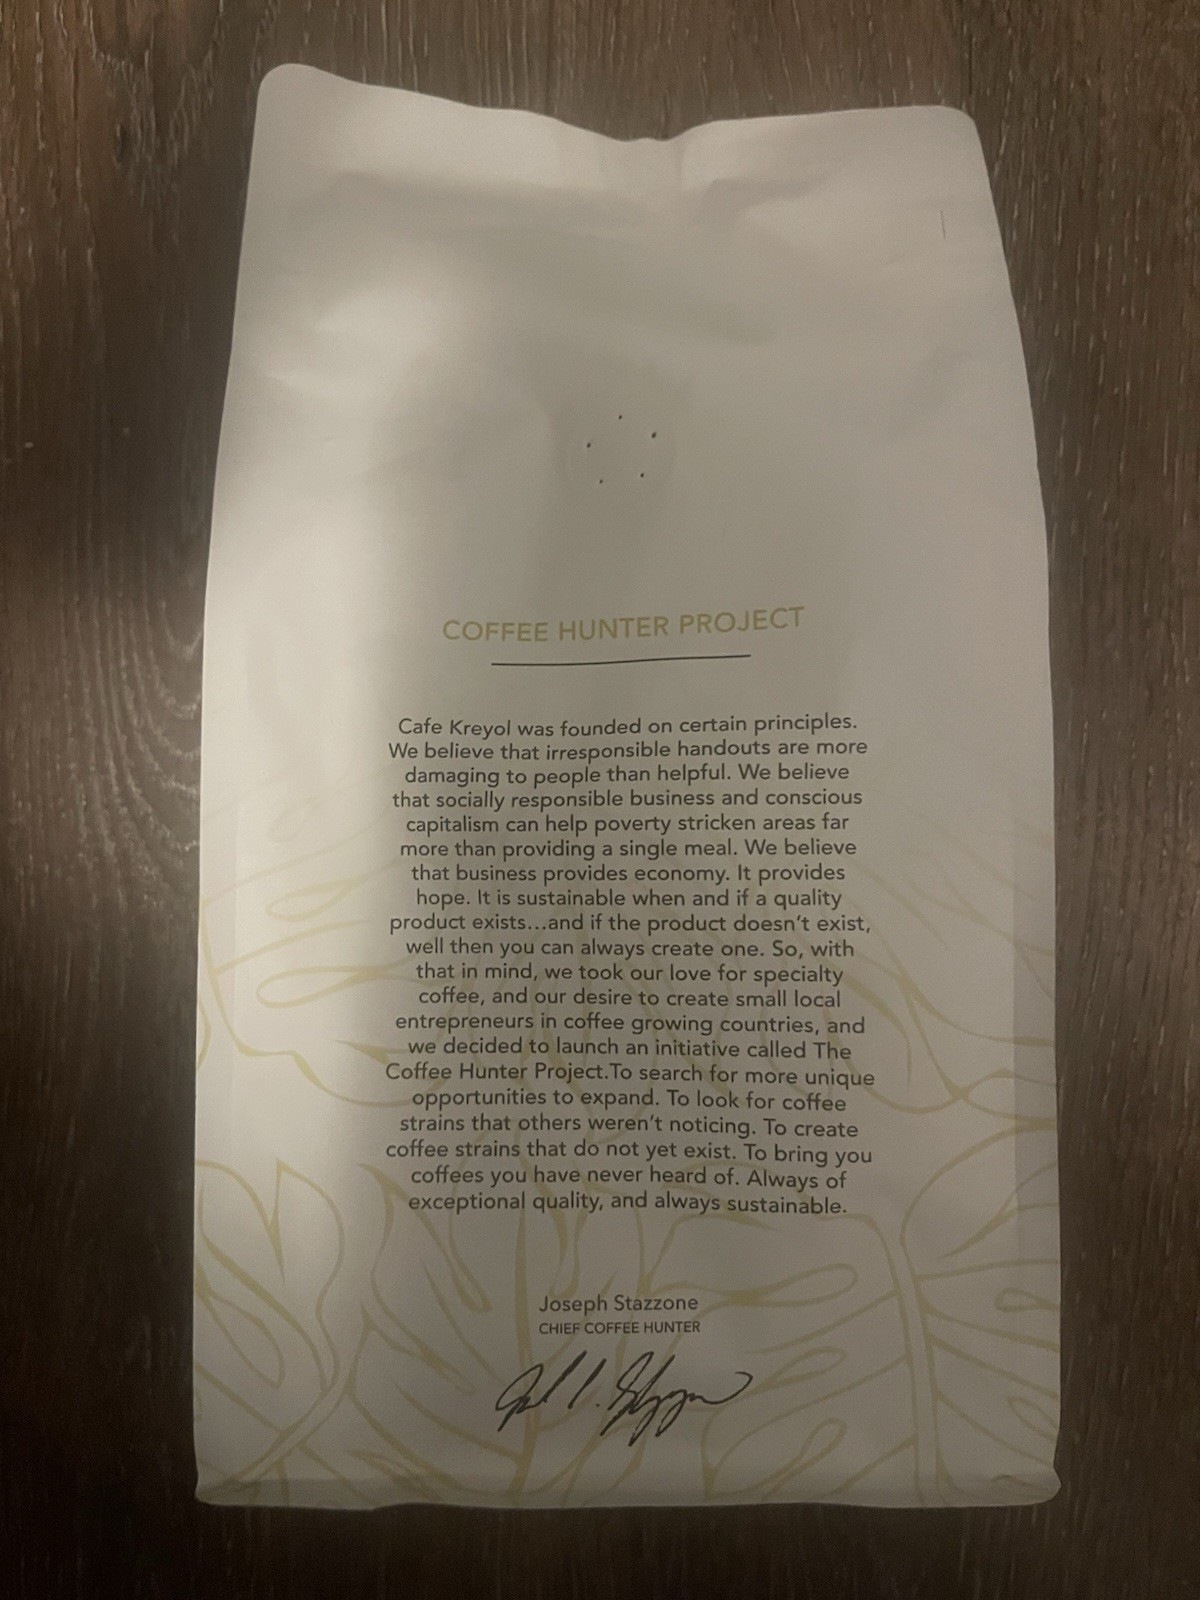 COFFEE HUNTER PROJECT
Cafe Kreyol was founded on certain principles.
We believe that irresponsible handouts are more
damaging to people than helpful. We believe
that socially responsible business and conscious
capitalism can help poverty stricken areas far
more than providing a single meal. We believe
that business provides economy. It provides
hope. It is sustainable when and if a quality
product exists...and if the product doesn't exist,
well then you can always create one. So, with
that in mind, we took our love for specialty
coffee, and our desire to create small local
entrepreneurs in coffee growing countries, and
we decided to launch an initiative called The
Coffee Hunter Project.To search for more unique
opportunities to expand. To look for coffee
strains that others weren't noticing. To create
coffee strains that do not yet exist. To bring you
coffees you have never heard of. Always of
exceptional quality, and always sustainable.
Joseph Stazzone
CHIEF COFFEE HUNTER